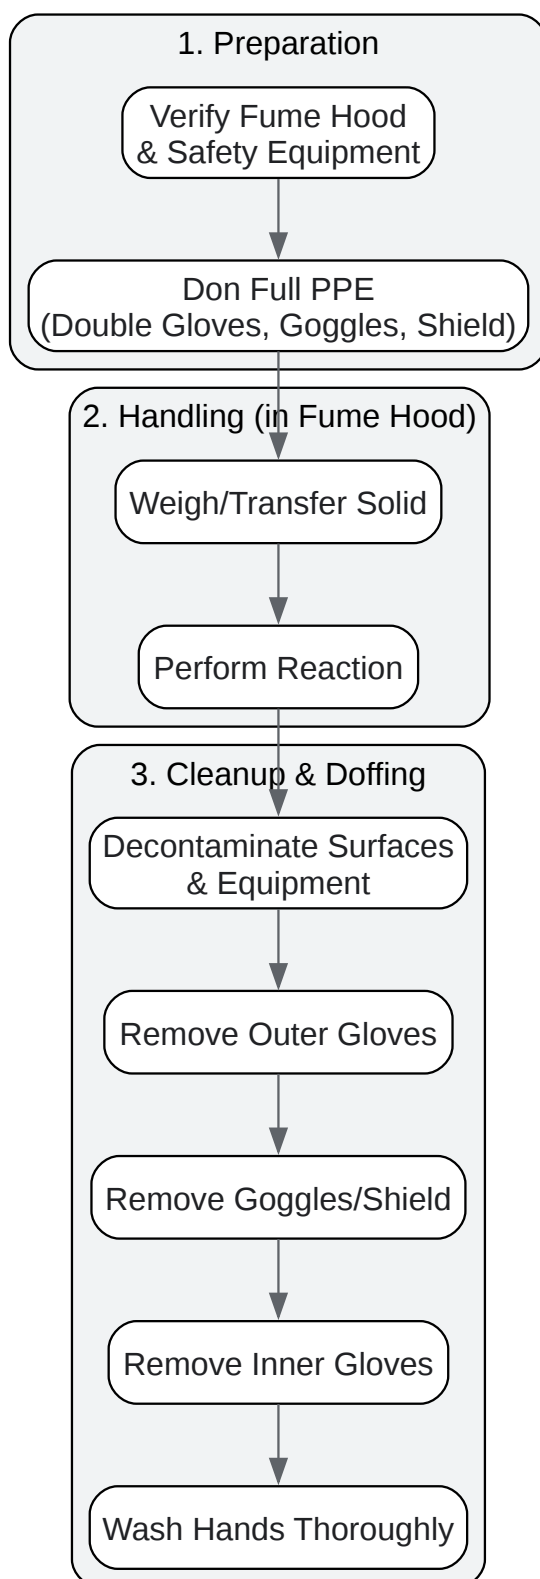 1. Preparation
Verify Fume Hood
& Safety Equipment
Don Full PPE
(Double Gloves, Goggles, Shield)
2. Handling (in Fume Hood)
Weigh/Transfer Solid
Perform Reaction
3. Cleanup & Doffing
Decontaminate Surfaces
& Equipment
Remove Outer Gloves
Remove Goggles/Shield
Remove Inner Gloves
Wash Hands Thoroughly